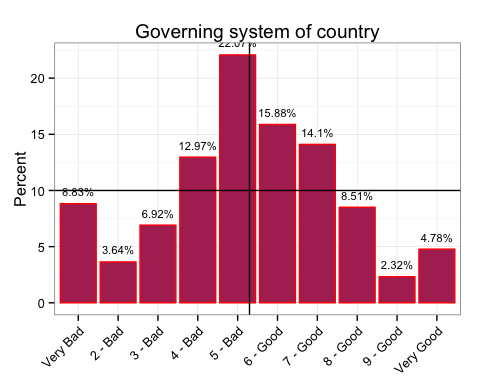 Governing system of country
Percent
20
15
10
5
0
8.83%
3.64%
6.92%
12.97%
22.07%
15.88%
14.1%
8.51%
2.32%
4.78%
Very Bad
2 - Bad
3 - Bad
4 - Bad
5 - Bad
6 - Good
7 - Good
8 - Good
9 - Good
Very Good